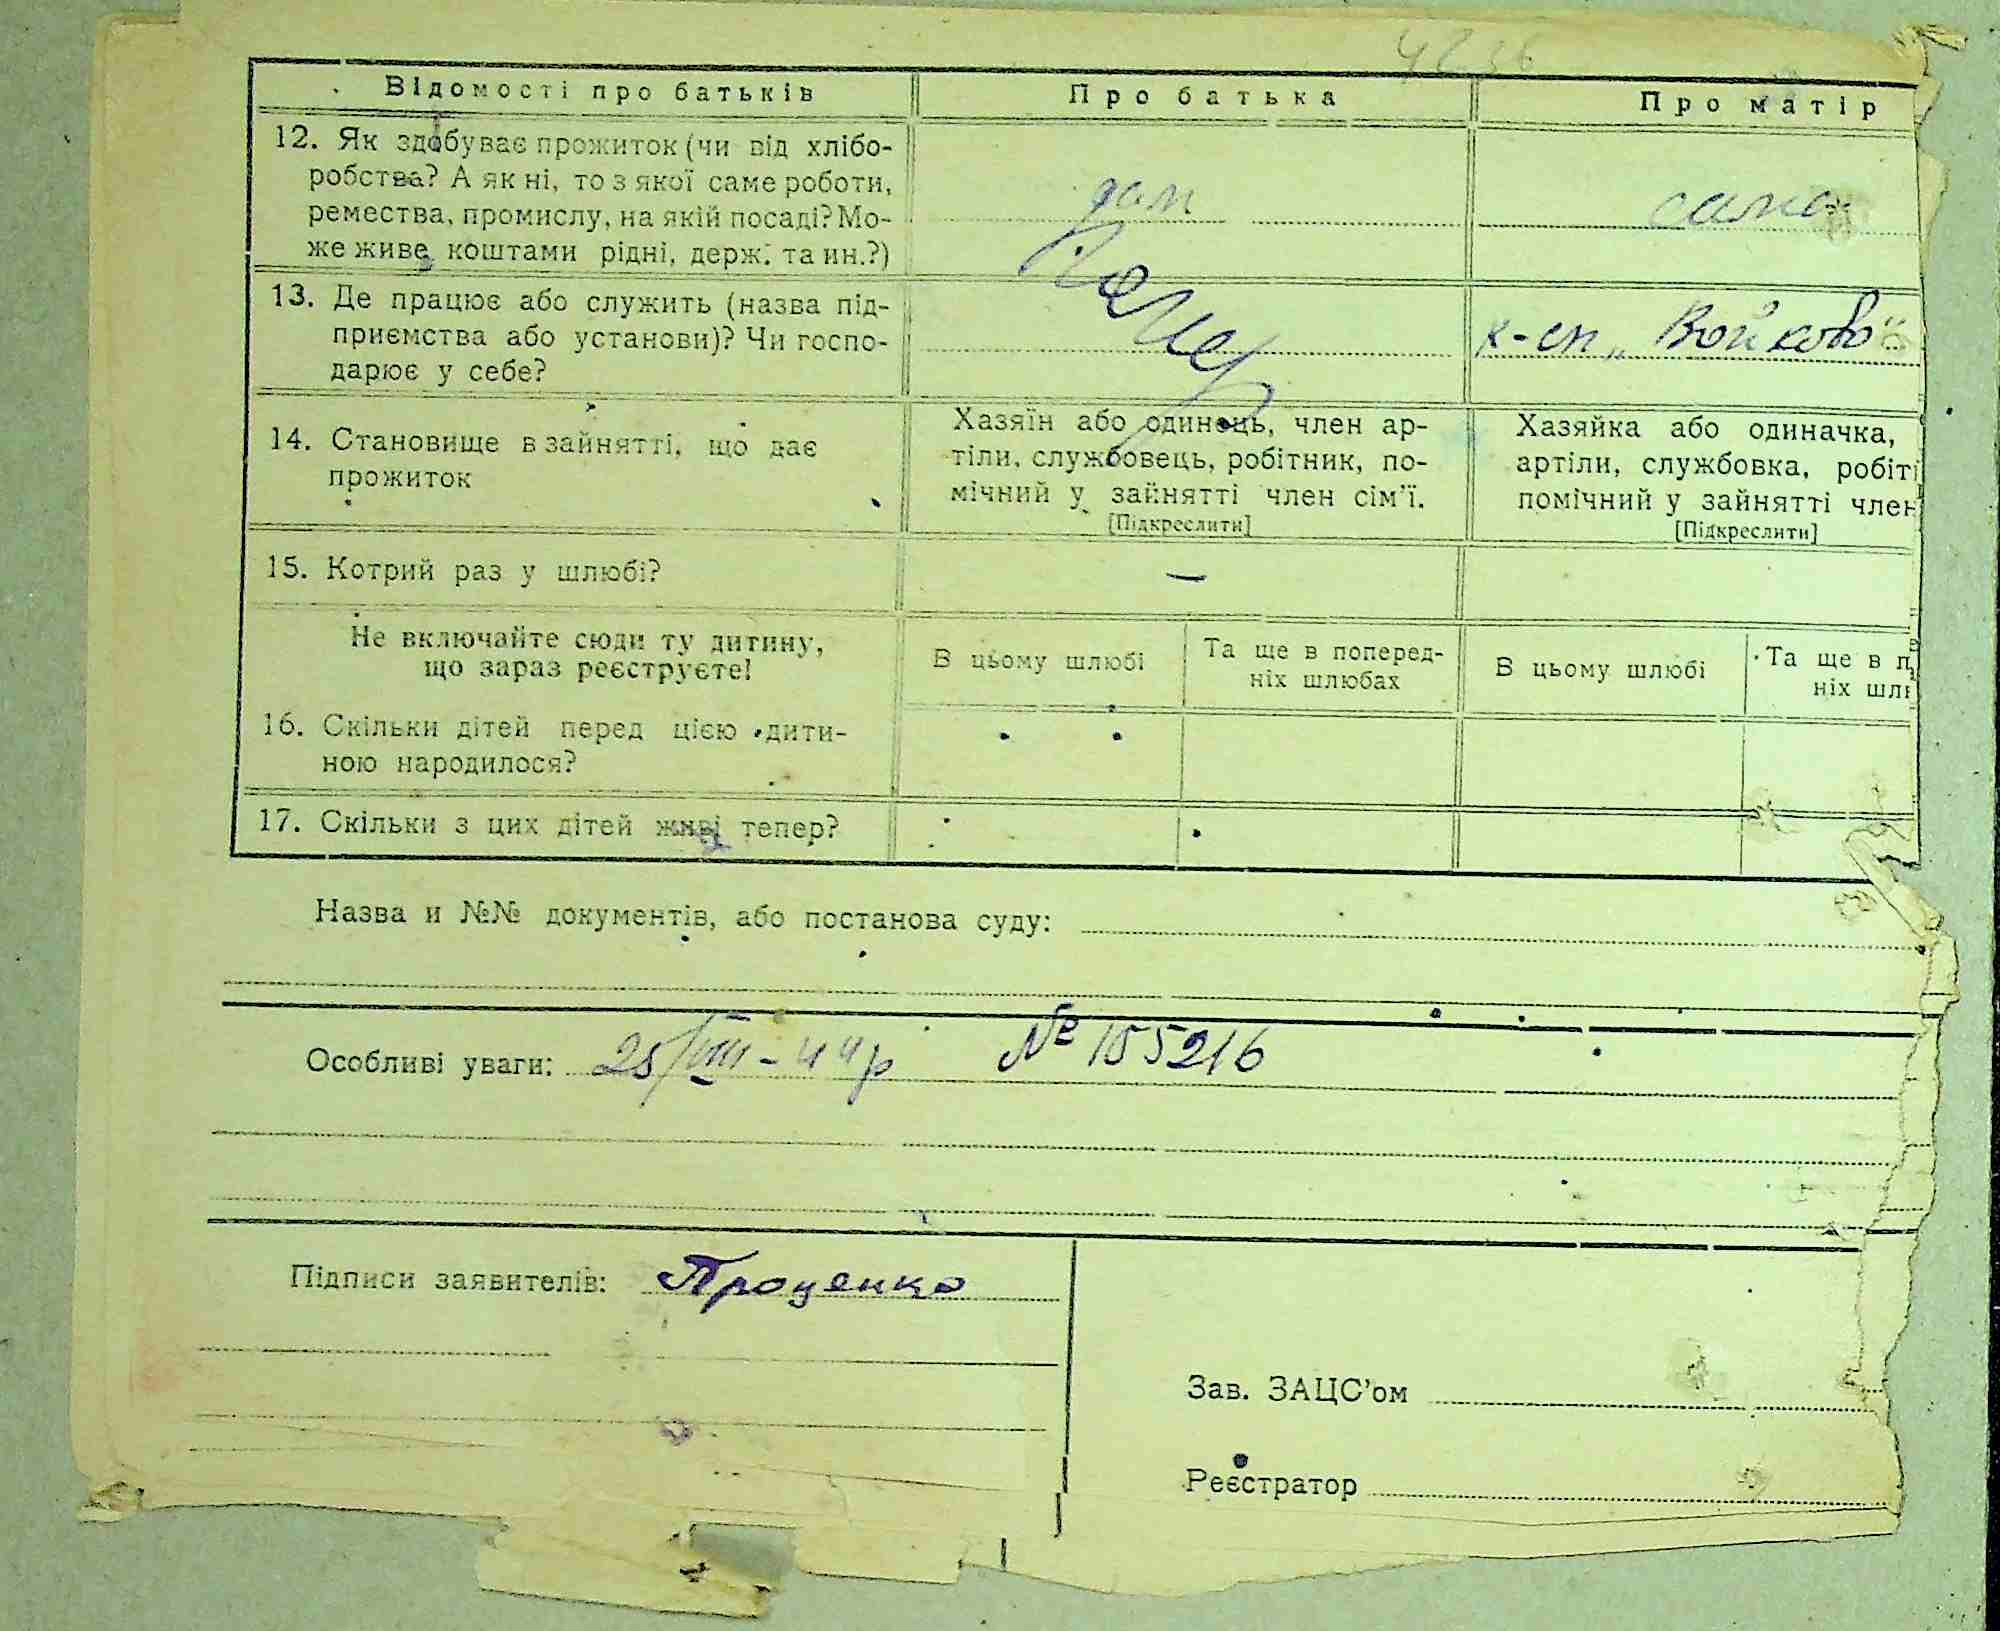 Відомості про батьків Про батька Про матір
12. Як здобуває прожиток (чи від хлібо-
робства? А як ні, то з якої саме роботи,
ремества, промислу, на якій посаді? Мо-
же живе коштами рідні, держ. та ин.?)
сама
13. Де працює або служить (назва під-
приємства або установи)? Чи госпо-
дарює у себе?
к-сп „Войково"
14. Становище в зайнятті, що дає
прожиток
Хазяїн або одинець, член ар-
тіли, службовець, робітник, по-
мічний у зайнятті член сім'ї.
[Підкреслити]
Хазяйка або одиначка,
артіли, службовка, робіт
помічний у зайнятті член
[Підкреслити]
15. Котрий раз у шлюбі? —
Не включайте сюди ту дитину,
що зараз реєструєте!
В цьому шлюбі
Та ще в поперед-
ніх шлюбах
В цьому шлюбі
Та ще в п
ніх шл
16. Скільки дітей перед цією дити-
ною народилося?
17. Скільки з цих дітей живі тепер?
Назва и №№ документів, або постанова суду:
Особливі уваги: 25/VIII-44р № 155216
Підписи заявителів: Проценко
Зав. ЗАЦС'ом
Реєстратор